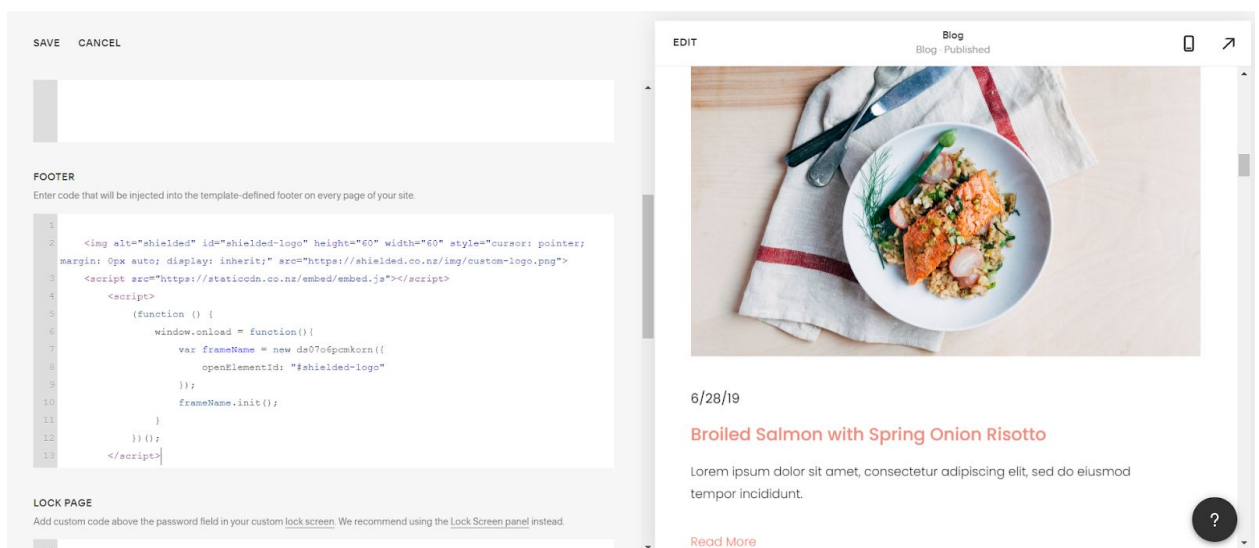 SAVE CANCEL
FOOTER
Enter code that will be injected into the template-defined footer on every page of your site.
1
2 <img alt="shielded" id="shielded-logo" height="60" width="60" style="cursor: pointer;
margin: 0px auto; display: inherit;" src="https://shielded.co.nz/img/custom-logo.png">
3 <script src="https://staticcdn.co.nz/embed/embed.js"></script>
4 <script>
5 (function () {
6 window.onload = function(){
7 var frameName = new ds07o6pcmkorn({
8 openElementId: "#shielded-logo"
9 });
10 frameName.init();
11 }
12 })();
13 </script>
LOCK PAGE
Add custom code above the password field in your custom lock screen. We recommend using the Lock Screen panel instead.
EDIT
Blog
Blog · Published
6/28/19
Broiled Salmon with Spring Onion Risotto
Lorem ipsum dolor sit amet, consectetur adipiscing elit, sed do eiusmod
tempor incididunt.
Read More
?